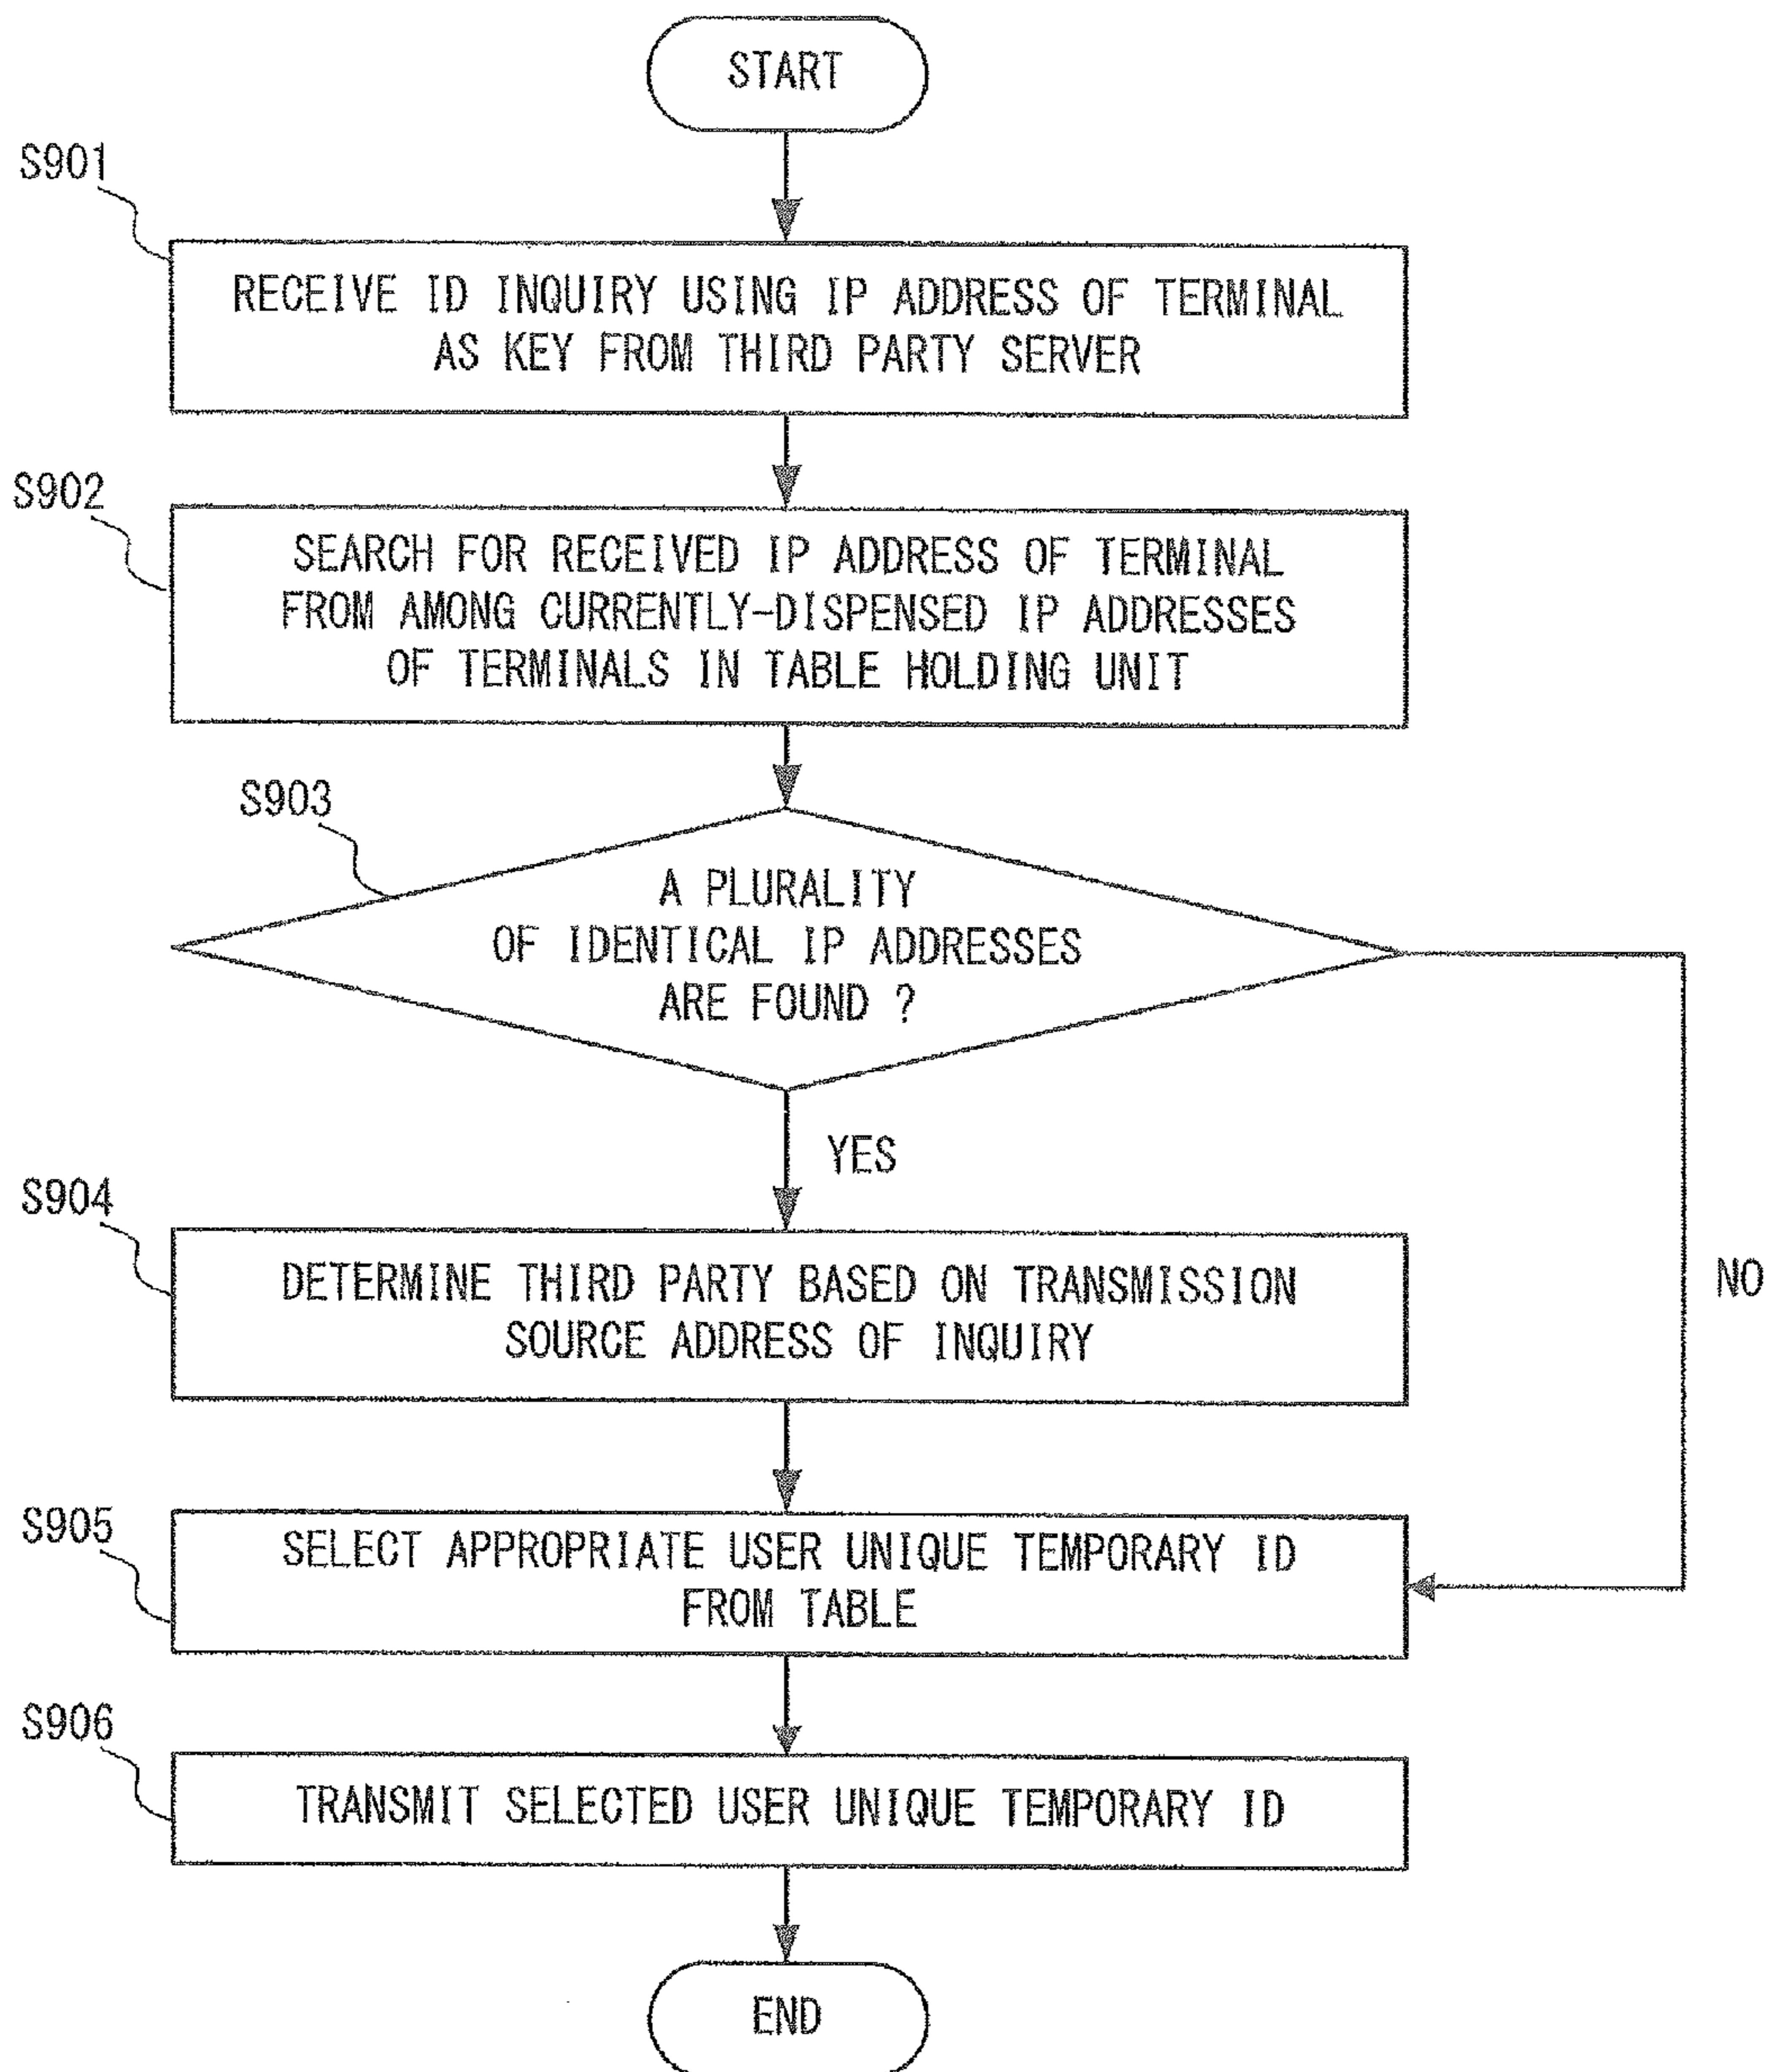 START
S901
RECEIVE ID INQUIRY USING IP ADDRESS OF TERMINAL
AS KEY FROM THIRD PARTY SERVER
S902
SEARCH FOR RECEIVED IP ADDRESS OF TERMINAL
FROM AMONG CURRENTLY-DISPENSED IP ADDRESSES
OF TERMINALS IN TABLE HOLDING UNIT
S903
A PLURALITY
OF IDENTICAL IP ADDRESSES
ARE FOUND ?
YES
NO
S904
DETERMINE THIRD PARTY BASED ON TRANSMISSION
SOURCE ADDRESS OF INQUIRY
S905
SELECT APPROPRIATE USER UNIQUE TEMPORARY ID
FROM TABLE
S906
TRANSMIT SELECTED USER UNIQUE TEMPORARY ID
END